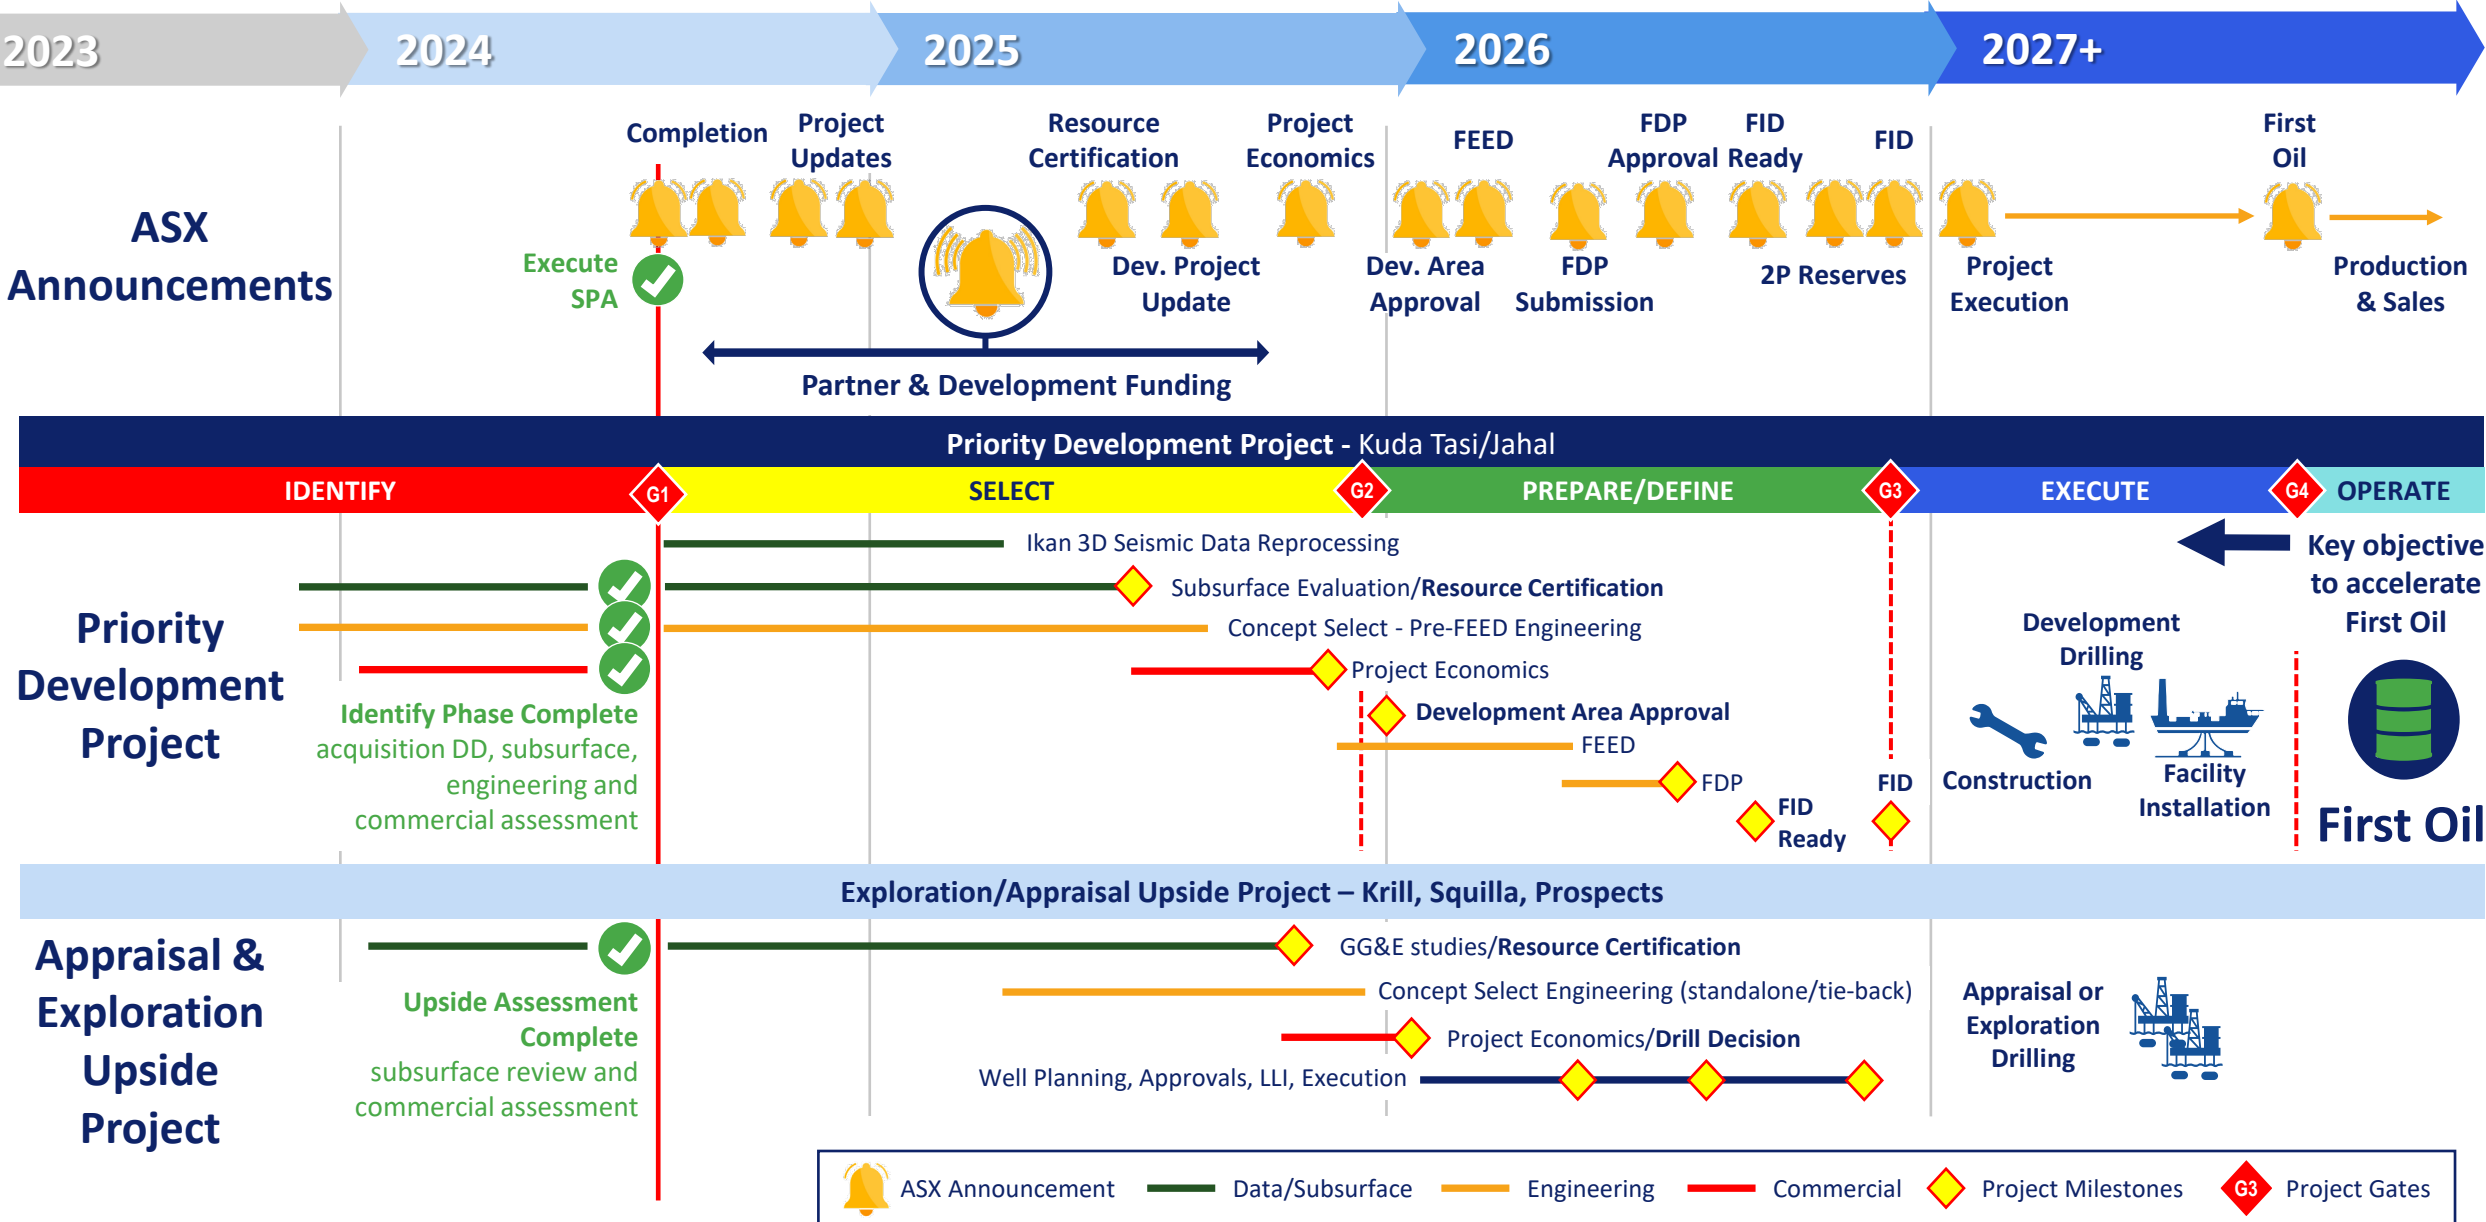 2023
2024
2025
2026
2027+
ASX
Announcements
Completion
Project
Updates
Resource
Certification
Project
Economics
FEED
FDP
Approval
FID
Ready
FID
First
Oil
Execute
SPA
Dev. Project
Update
Dev. Area
Approval
FDP
Submission
2P Reserves
Project
Execution
Production
& Sales
Partner & Development Funding
Priority Development Project - Kuda Tasi/Jahal
IDENTIFY
G1
SELECT
G2
PREPARE/DEFINE
G3
EXECUTE
G4
OPERATE
Priority
Development
Project
Ikan 3D Seismic Data Reprocessing
Subsurface Evaluation/Resource Certification
Concept Select - Pre-FEED Engineering
Project Economics
Identify Phase Complete
acquisition DD, subsurface,
engineering and
commercial assessment
Development Area Approval
FEED
FDP
FID
Ready
FID
Key objective
to accelerate
First Oil
Development
Drilling
Construction
Facility
Installation
First Oil
Exploration/Appraisal Upside Project – Krill, Squilla, Prospects
Appraisal &
Exploration
Upside
Project
Upside Assessment
Complete
subsurface review and
commercial assessment
GG&E studies/Resource Certification
Concept Select Engineering (standalone/tie-back)
Project Economics/Drill Decision
Well Planning, Approvals, LLI, Execution
Appraisal or
Exploration
Drilling
ASX Announcement
Data/Subsurface
Engineering
Commercial
Project Milestones
G3
Project Gates